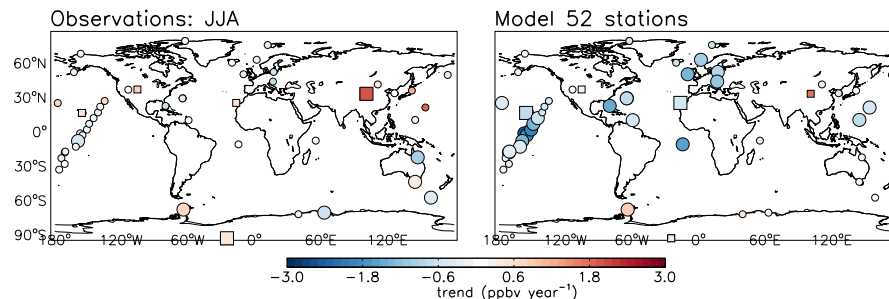 Observations: JJA
Model 52 stations
60°N
30°N
0°
30°S
60°S
90°S
180°
120°W
60°W
0°
60°E
120°E
180°
120°W
60°W
0°
60°E
120°E
-3.0
-1.8
-0.6
0.6
1.8
3.0
trend (ppbv year⁻¹)